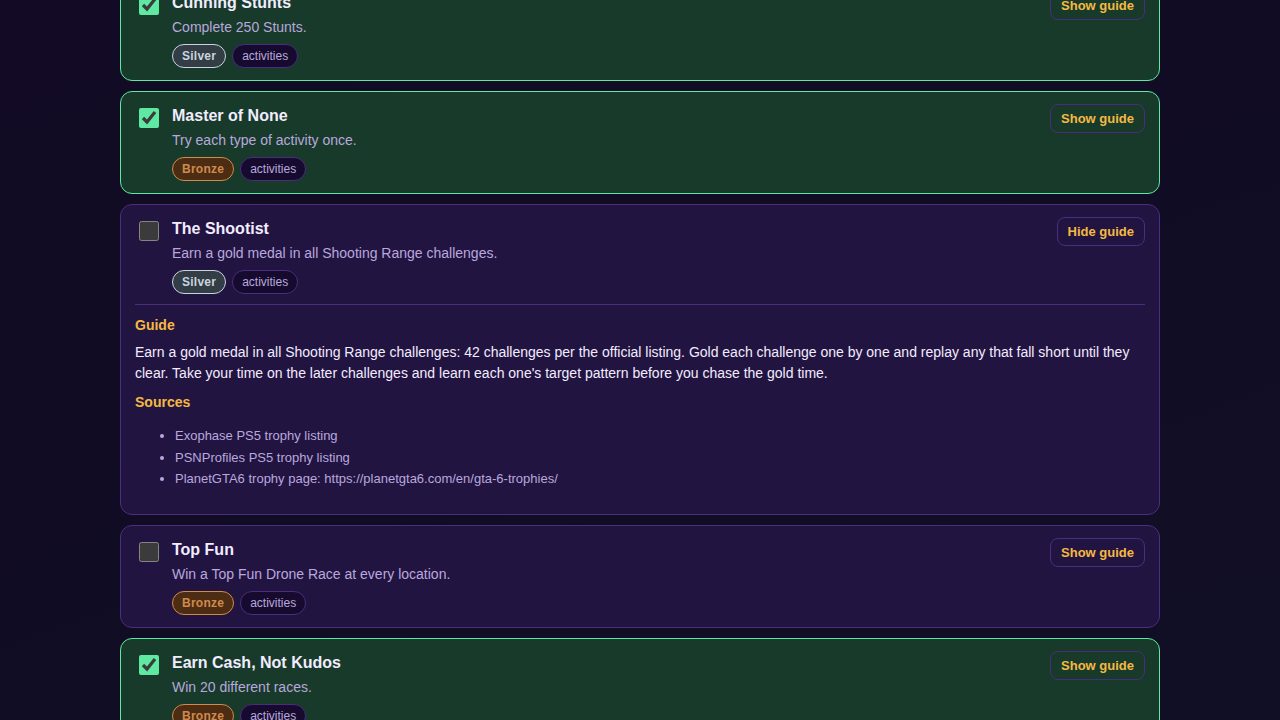 Cunning Stunts
Show guide
Complete 250 Stunts.
Silver activities
Master of None
Show guide
Try each type of activity once.
Bronze activities
The Shootist
Hide guide
Earn a gold medal in all Shooting Range challenges.
Silver activities
Guide
Earn a gold medal in all Shooting Range challenges: 42 challenges per the official listing. Gold each challenge one by one and replay any that fall short until they
clear. Take your time on the later challenges and learn each one's target pattern before you chase the gold time.
Sources
• Exophase PS5 trophy listing
• PSNProfiles PS5 trophy listing
• PlanetGTA6 trophy page: https://planetgta6.com/en/gta-6-trophies/
Top Fun
Show guide
Win a Top Fun Drone Race at every location.
Bronze activities
Earn Cash, Not Kudos
Show guide
Win 20 different races.
Bronze activities